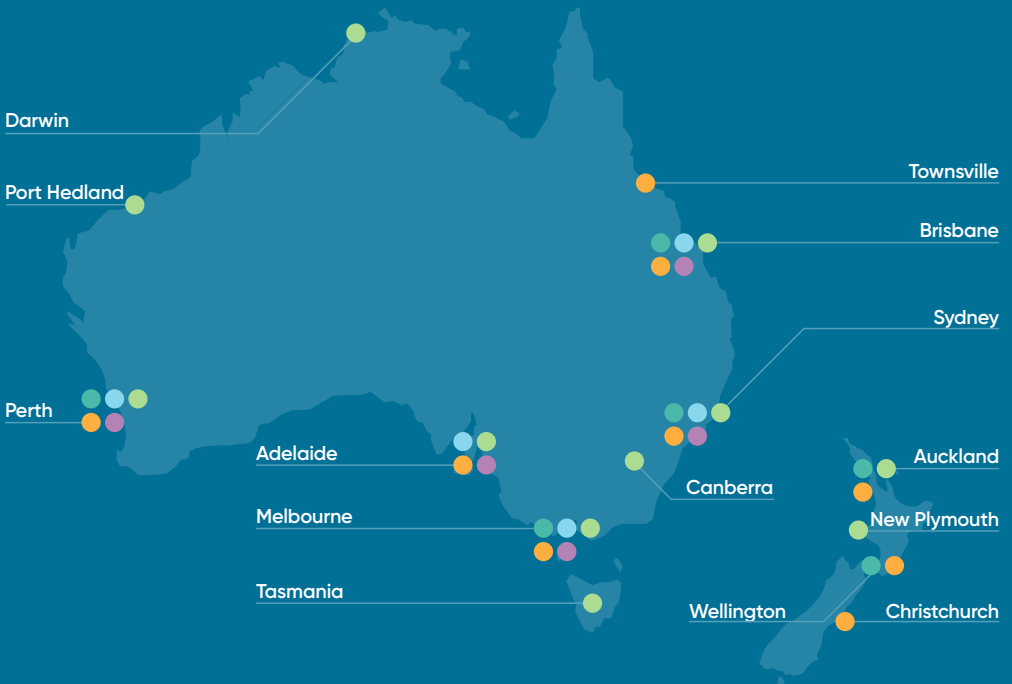 Darwin
Port Hedland
Townsville
Brisbane
Sydney
Perth
Adelaide
Auckland
Canberra
Melbourne
New Plymouth
Tasmania
Wellington
Christchurch